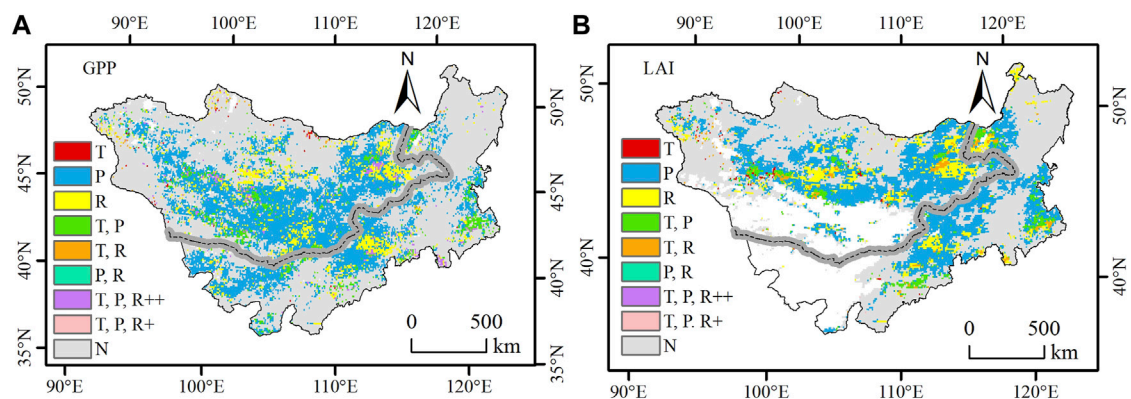 A
90°E 100°E 110°E 120°E
GPP
N
50°N
45°N
40°N
35°N
50°N
45°N
40°N
35°N
T
P
R
T, P
T, R
P, R
T, P, R++
T, P, R+
N
0 500
km
90°E 100°E 110°E 120°E
B
90°E 100°E 110°E 120°E
LAI
N
50°N
45°N
40°N
50°N
45°N
40°N
T
P
R
T, P
T, R
P, R
T, P, R++
T, P. R+
N
0 500
km
90°E 100°E 110°E 120°E